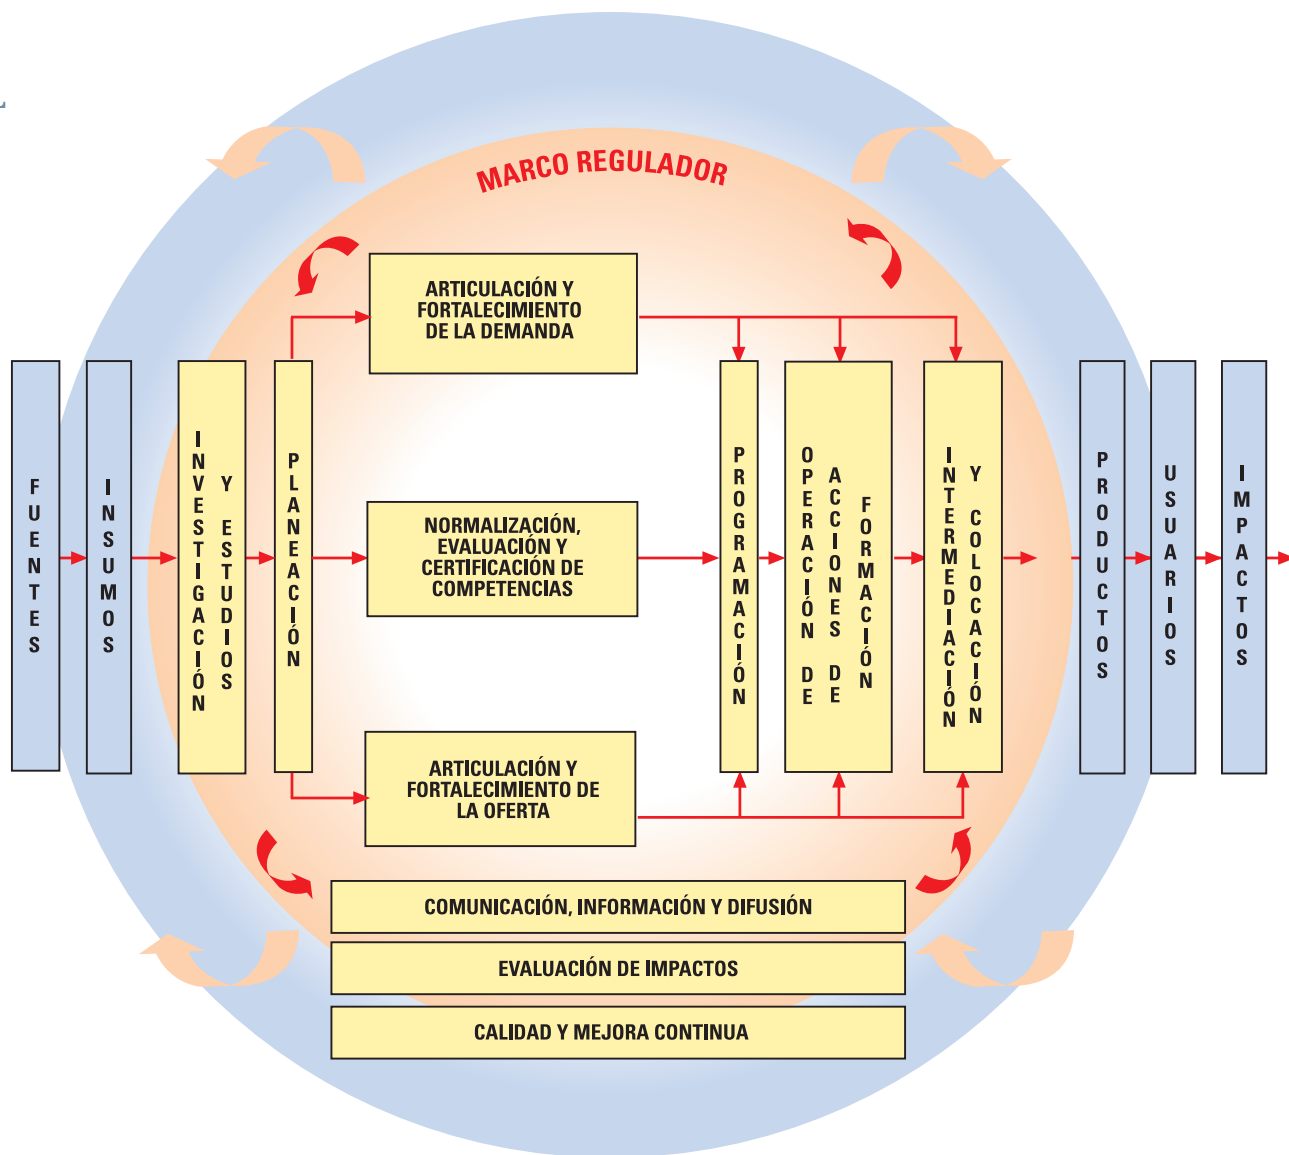 MARCO REGULADOR
ARTICULACIÓN Y
FORTALECIMIENTO
DE LA DEMANDA
FUENTES
INSUMOS
INVESTIGACIÓN
Y ESTUDIOS
PLANEACIÓN
NORMALIZACIÓN,
EVALUACIÓN Y
CERTIFICACIÓN DE
COMPETENCIAS
ARTICULACIÓN Y
FORTALECIMIENTO DE
LA OFERTA
PROGRAMACIÓN
OPERACIÓN DE
ACCIONES DE
FORMACIÓN
INTERMEDIACIÓN
Y COLOCACIÓN
PRODUCTOS
USUARIOS
IMPACTOS
COMUNICACIÓN, INFORMACIÓN Y DIFUSIÓN
EVALUACIÓN DE IMPACTOS
CALIDAD Y MEJORA CONTINUA